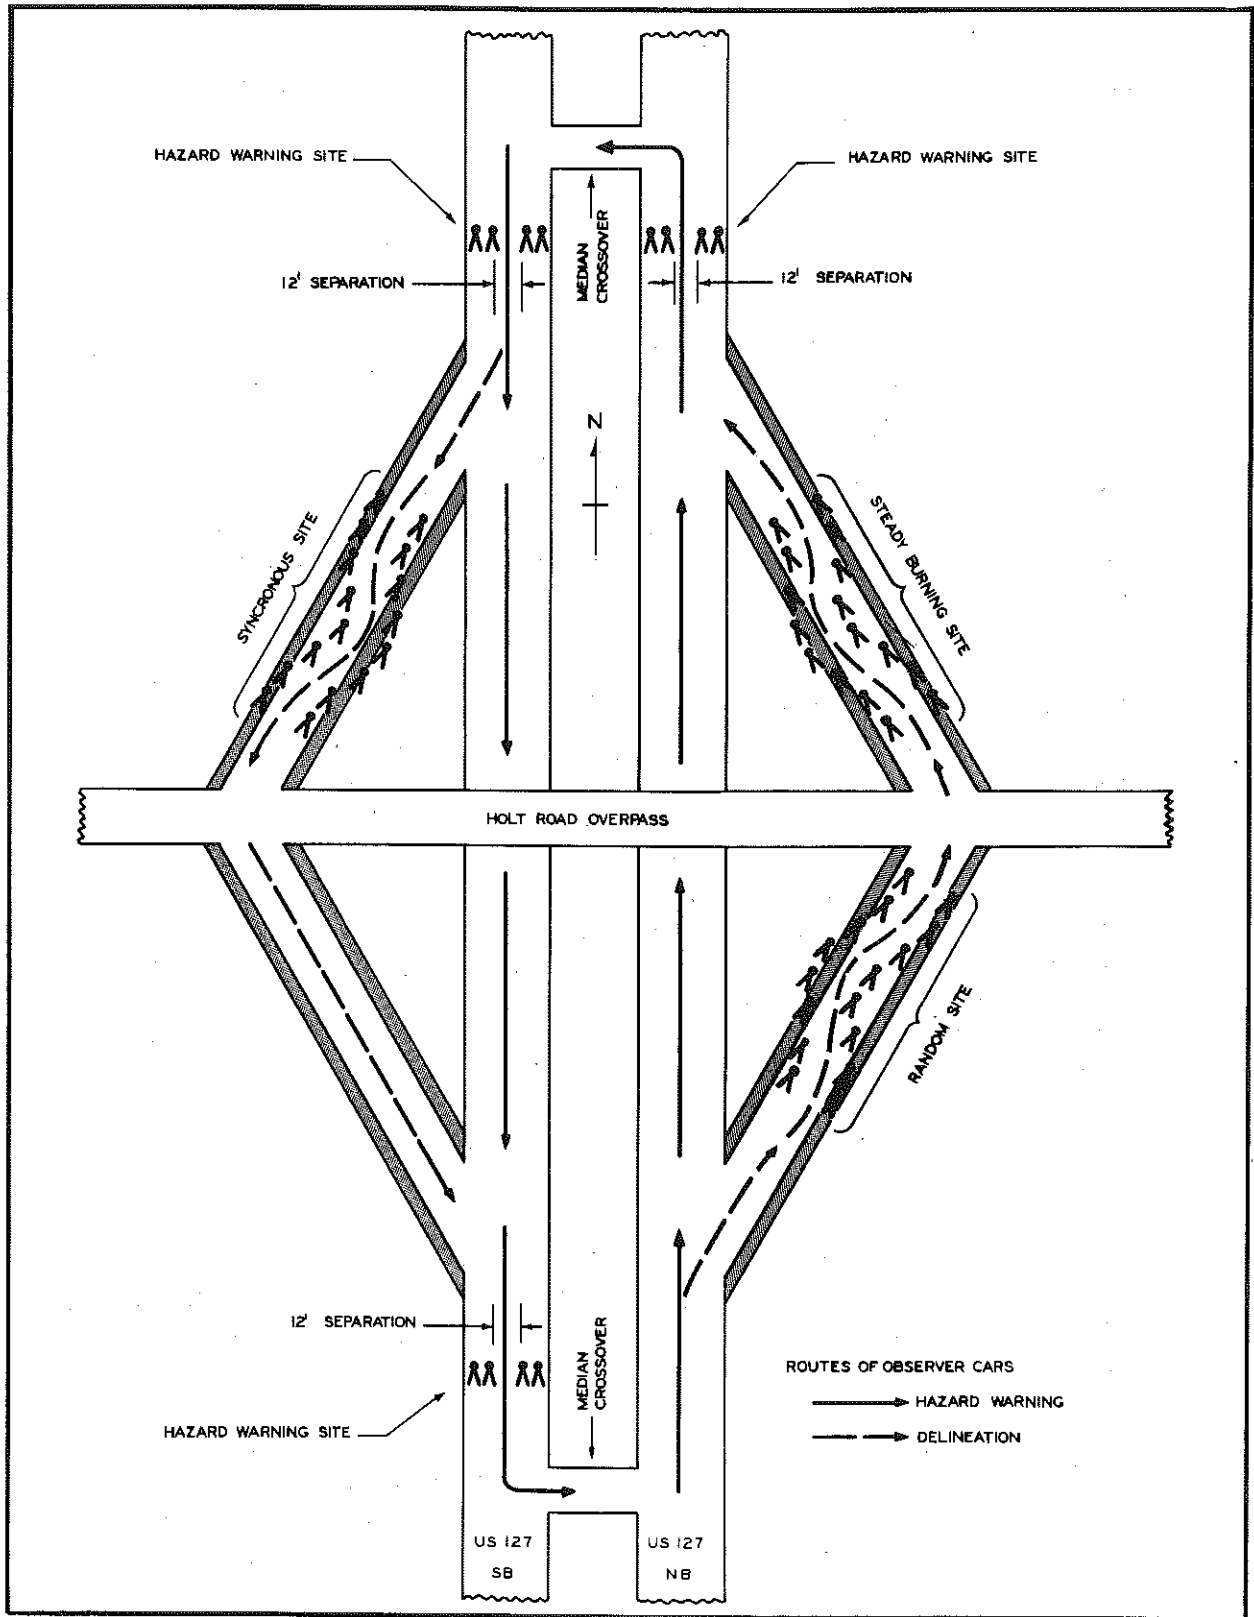 HAZARD WARNING SITE
HAZARD WARNING SITE
12' SEPARATION
MEDIAN
CROSSOVER
12' SEPARATION
N
SYNCRONOUS SITE
STEADY BURNING SITE
HOLT ROAD OVERPASS
RANDOM SITE
12' SEPARATION
MEDIAN
CROSSOVER
HAZARD WARNING SITE
ROUTES OF OBSERVER CARS
HAZARD WARNING
DELINEATION
US 127
SB
US 127
NB